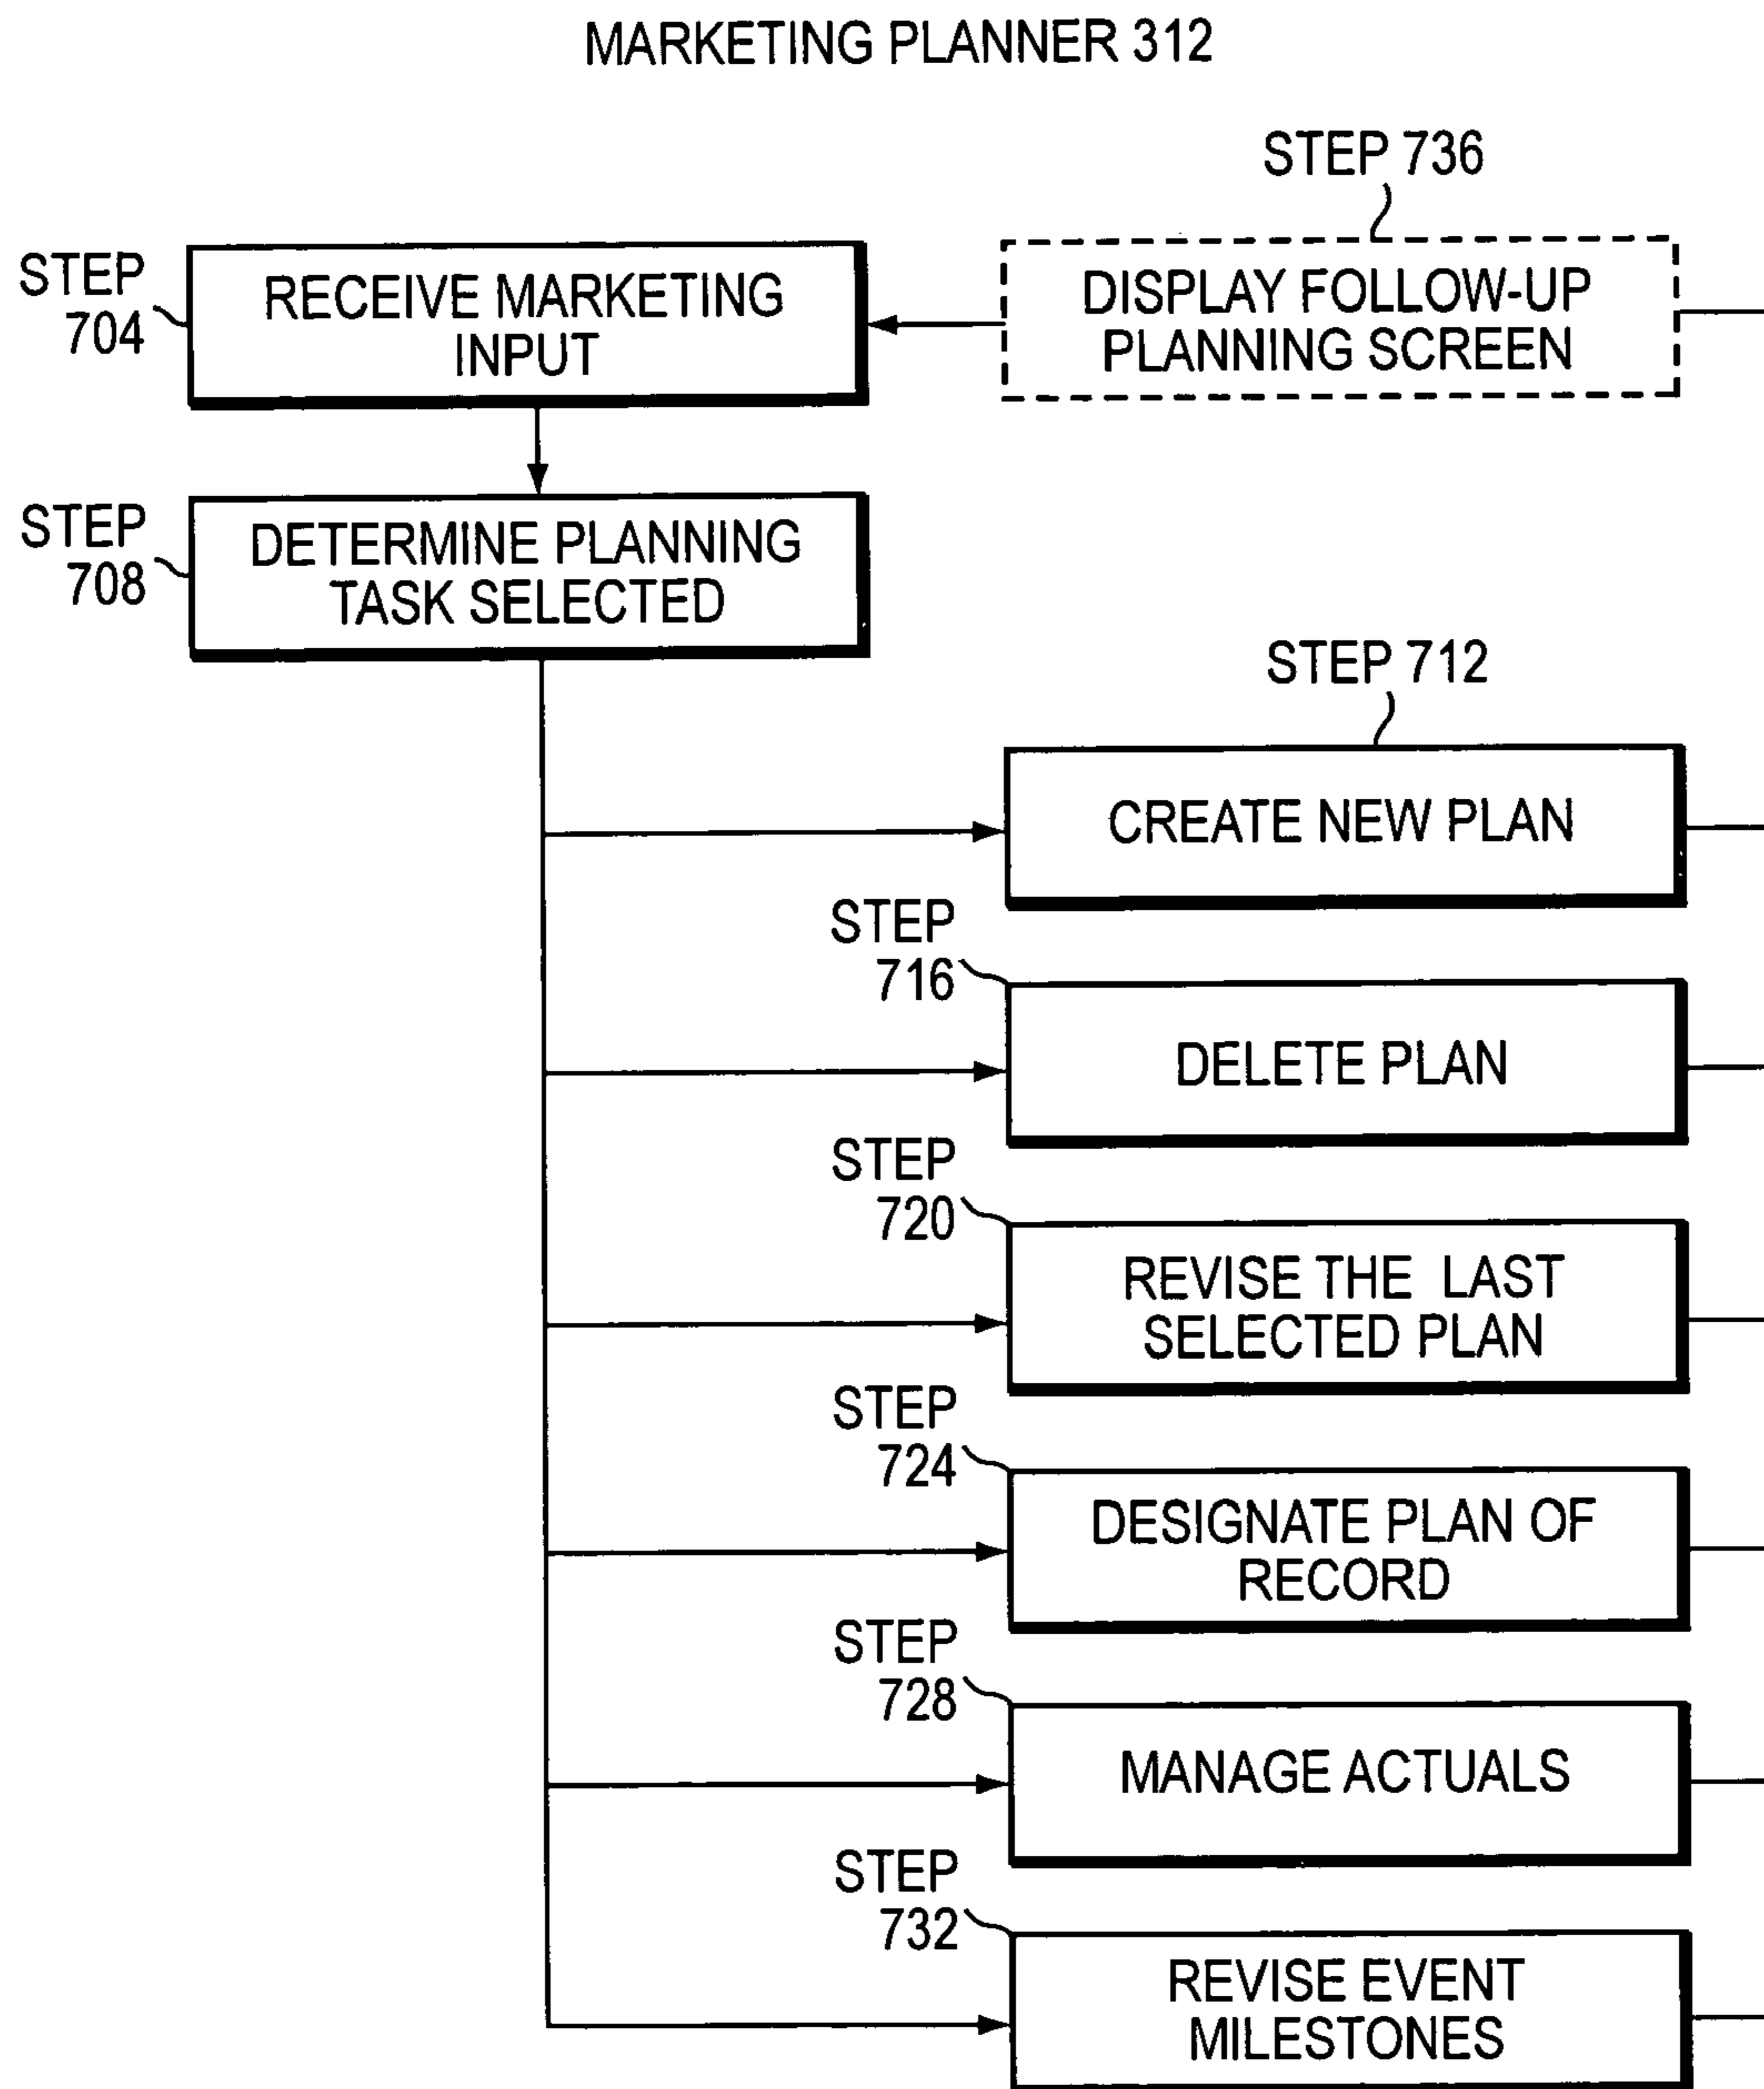 MARKETING PLANNER 312
STEP 736
STEP
704
RECEIVE MARKETING
INPUT
DISPLAY FOLLOW-UP
PLANNING SCREEN
STEP
708
DETERMINE PLANNING
TASK SELECTED
STEP 712
CREATE NEW PLAN
STEP
716
DELETE PLAN
STEP
720
REVISE THE LAST
SELECTED PLAN
STEP
724
DESIGNATE PLAN OF
RECORD
STEP
728
MANAGE ACTUALS
STEP
732
REVISE EVENT
MILESTONES